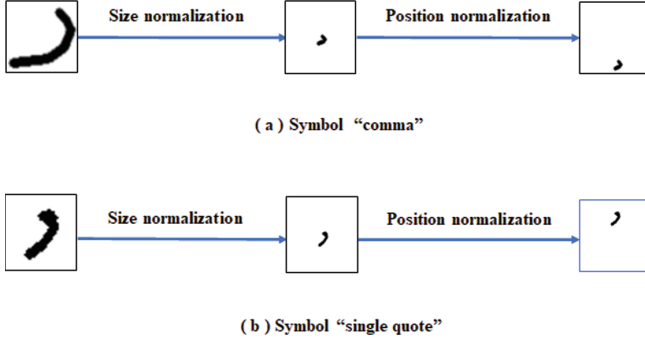 Size normalization
Position normalization
( a ) Symbol “comma”
Size normalization
Position normalization
( b ) Symbol “single quote”